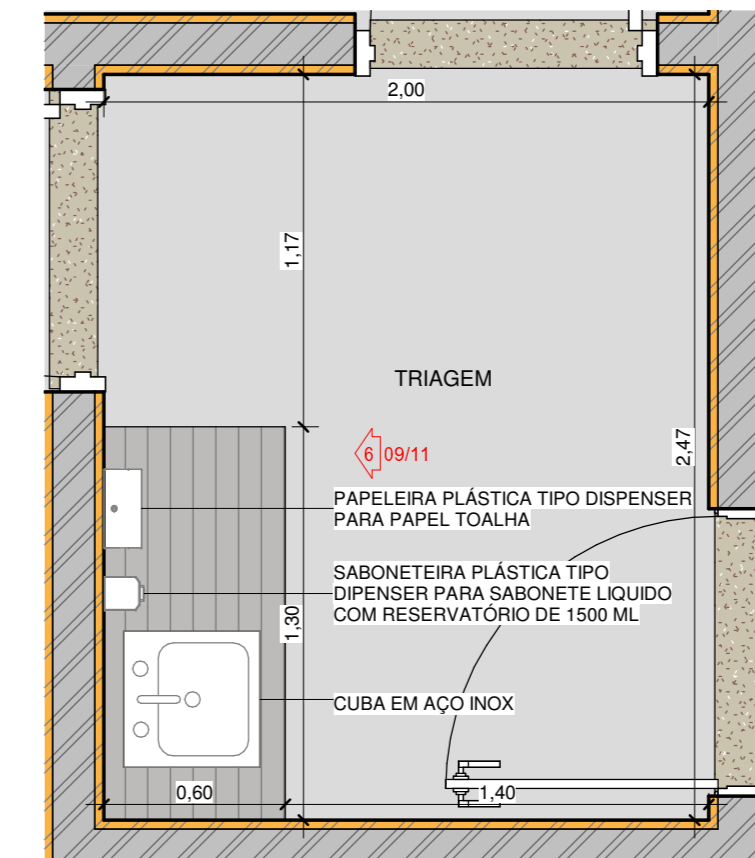 2,00
1,17
TRIAGEM
6 09/11
2,47
PAPELEIRA PLÁSTICA TIPO DISPENSER
PARA PAPEL TOALHA
SABONETEIRA PLÁSTICA TIPO
DIPENSER PARA SABONETE LIQUIDO
COM RESERVATÓRIO DE 1500 ML
1,30
CUBA EM AÇO INOX
0,60
1,40